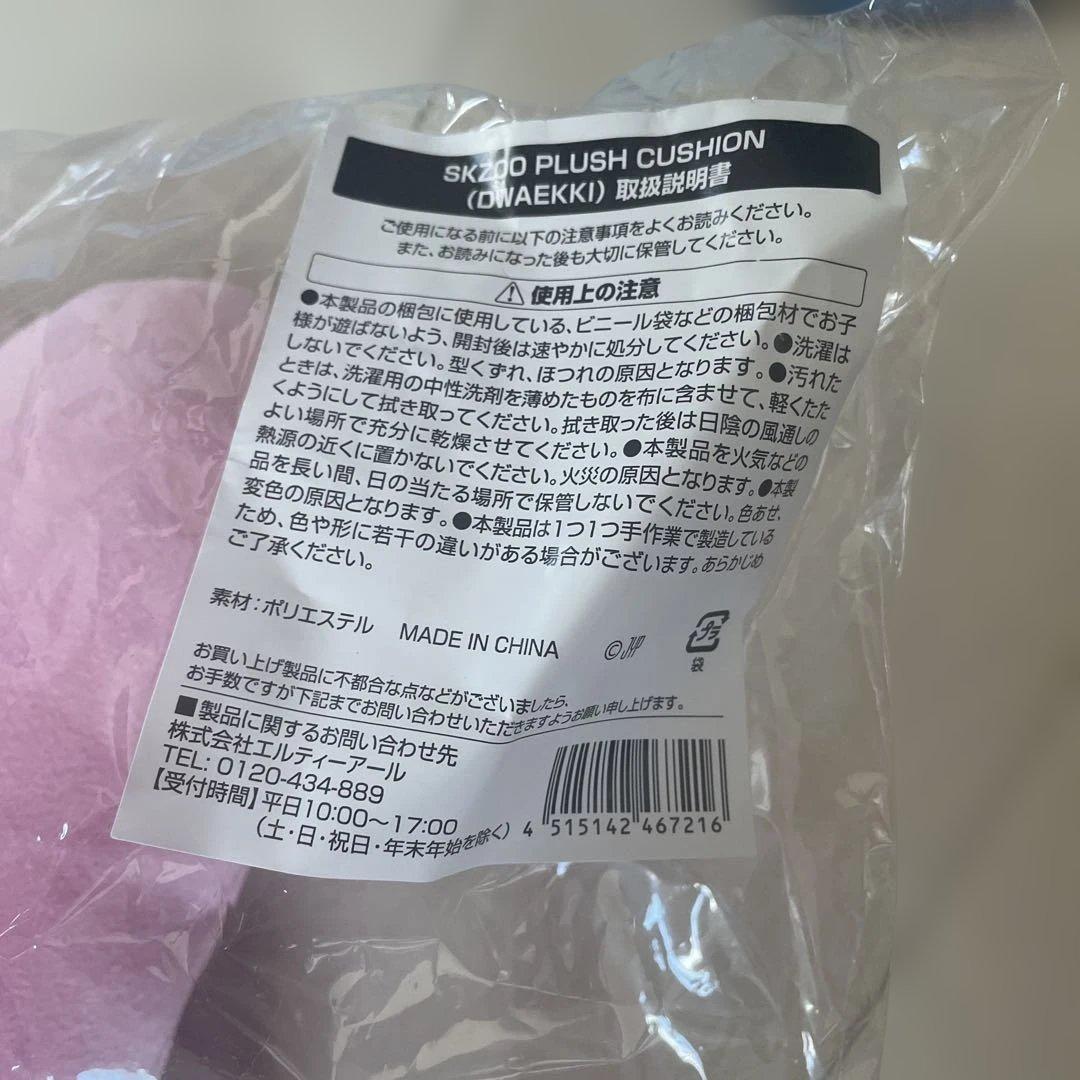 SKZOO PLUSH CUSHION
(DWAEKKI) 取扱説明書
ご使用になる前に以下の注意事項をよくお読みください。
また、お読みになった後も大切に保管してください。
⚠ 使用上の注意
●本製品の梱包に使用している、ビニール袋などの梱包材でお子
様が遊ばないよう、開封後は速やかに処分してください。●洗濯は
しないでください。型くずれ、ほつれの原因となります。●汚れた
ときは、洗濯用の中性洗剤を薄めたものを布に含ませて、軽くたた
くようにして拭き取ってください。拭き取った後は日陰の風通しの
よい場所で充分に乾燥させてください。●本製品を火気などの
熱源の近くに置かないでください。火災の原因となります。●本製
品を長い間、日の当たる場所で保管しないでください。色あせ、
変色の原因となります。●本製品は1つ1つ手作業で製造している
ため、色や形に若干の違いがある場合がございます。あらかじめ
ご了承ください。
素材:ポリエステル MADE IN CHINA ©JYP
プラ
袋
お買い上げ製品に不都合な点などがございましたら、
お手数ですが下記までお問い合わせいただきますようお願い申し上げます。
■製品に関するお問い合わせ先
株式会社エルティーアール
TEL: 0120-434-889
【受付時間】平日10:00〜17:00
(土・日・祝日・年末年始を除く)
4 515142 467216